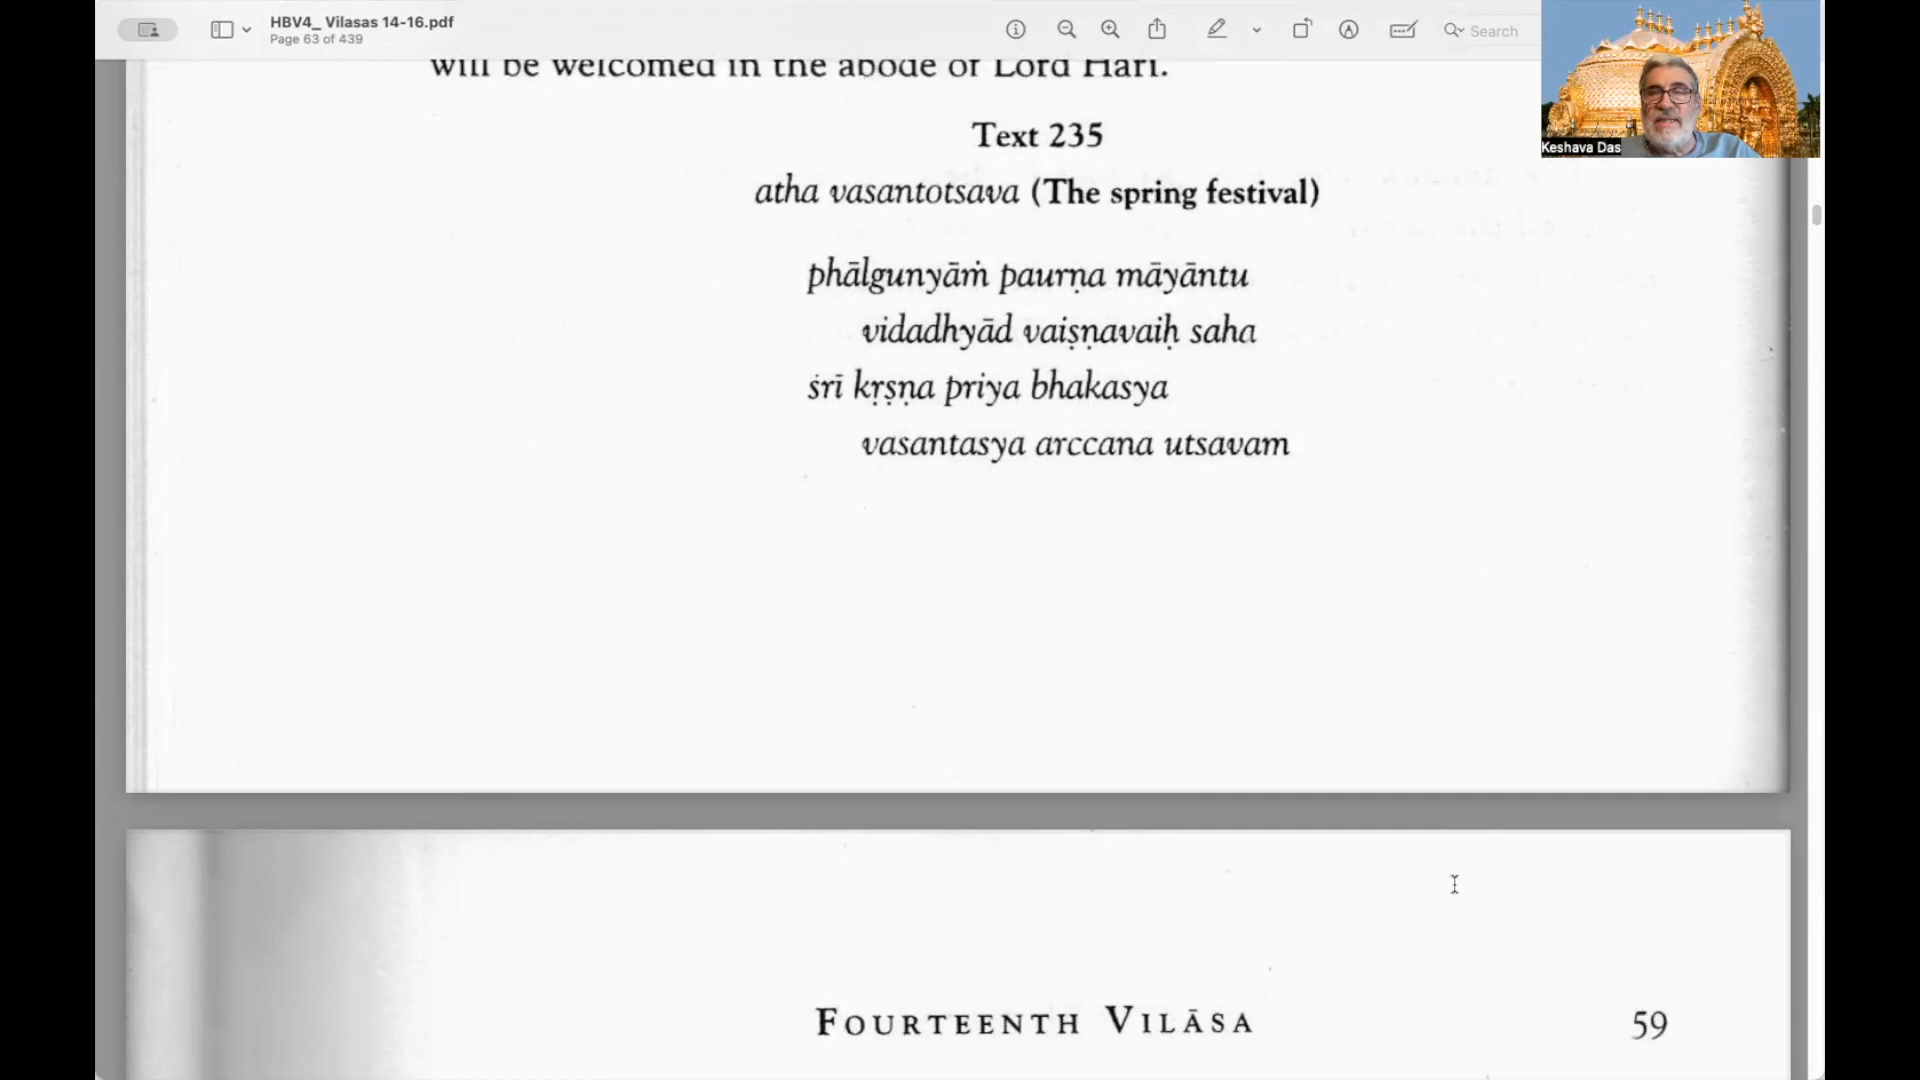 HBV4_ Vilasas 14-16.pdf
Page 63 of 439
Search
Keshava Das
will be welcomed in the abode of Lord Hari.
Text 235
atha vasantotsava (The spring festival)
phālgunyāṁ paurṇa māyāntu
vidadhyād vaiṣṇavaiḥ saha
śrī kṛṣṇa priya bhakasya
vasantasya arccana utsavam
FOURTEENTH VILĀSA 59